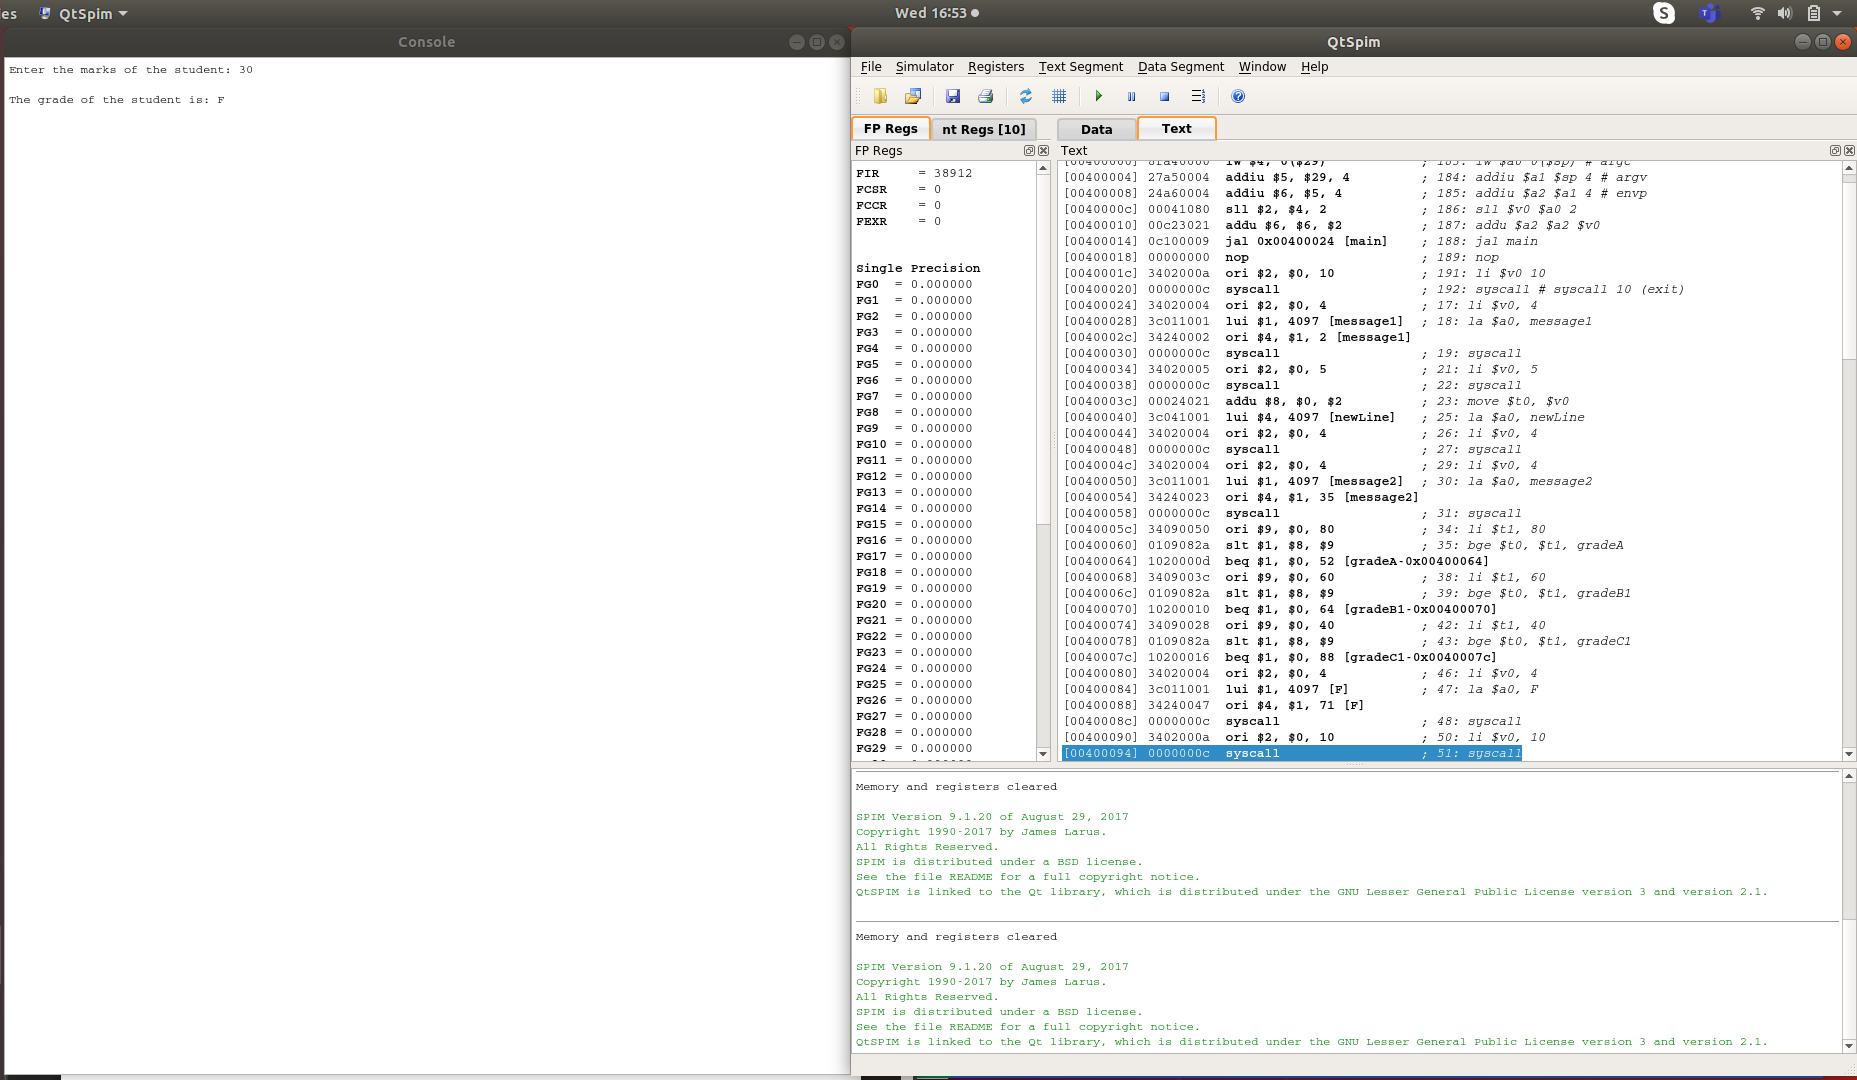 es QtSpim Wed 16:53 S
Console
Enter the marks of the student: 30
The grade of the student is: F
QtSpim
File Simulator Registers Text Segment Data Segment Window Help
FP Regs nt Regs [10] Data Text
FP Regs
FIR = 38912
FCSR = 0
FCCR = 0
FEXR = 0
Single Precision
FG0 = 0.000000
FG1 = 0.000000
FG2 = 0.000000
FG3 = 0.000000
FG4 = 0.000000
FG5 = 0.000000
FG6 = 0.000000
FG7 = 0.000000
FG8 = 0.000000
FG9 = 0.000000
FG10 = 0.000000
FG11 = 0.000000
FG12 = 0.000000
FG13 = 0.000000
FG14 = 0.000000
FG15 = 0.000000
FG16 = 0.000000
FG17 = 0.000000
FG18 = 0.000000
FG19 = 0.000000
FG20 = 0.000000
FG21 = 0.000000
FG22 = 0.000000
FG23 = 0.000000
FG24 = 0.000000
FG25 = 0.000000
FG26 = 0.000000
FG27 = 0.000000
FG28 = 0.000000
FG29 = 0.000000
Text
[00400000] 8fa40000 lw $4, 0($29) ; 183: lw $a0 0($sp) # argc
[00400004] 27a50004 addiu $5, $29, 4 ; 184: addiu $a1 $sp 4 # argv
[00400008] 24a60004 addiu $6, $5, 4 ; 185: addiu $a2 $a1 4 # envp
[0040000c] 00041080 sll $2, $4, 2 ; 186: sll $v0 $a0 2
[00400010] 00c23021 addu $6, $6, $2 ; 187: addu $a2 $a2 $v0
[00400014] 0c100009 jal 0x00400024 [main] ; 188: jal main
[00400018] 00000000 nop ; 189: nop
[0040001c] 3402000a ori $2, $0, 10 ; 191: li $v0 10
[00400020] 0000000c syscall ; 192: syscall # syscall 10 (exit)
[00400024] 34020004 ori $2, $0, 4 ; 17: li $v0, 4
[00400028] 3c011001 lui $1, 4097 [message1] ; 18: la $a0, message1
[0040002c] 34240002 ori $4, $1, 2 [message1]
[00400030] 0000000c syscall ; 19: syscall
[00400034] 34020005 ori $2, $0, 5 ; 21: li $v0, 5
[00400038] 0000000c syscall ; 22: syscall
[0040003c] 00024021 addu $8, $0, $2 ; 23: move $t0, $v0
[00400040] 3c041001 lui $4, 4097 [newLine] ; 25: la $a0, newLine
[00400044] 34020004 ori $2, $0, 4 ; 26: li $v0, 4
[00400048] 0000000c syscall ; 27: syscall
[0040004c] 34020004 ori $2, $0, 4 ; 29: li $v0, 4
[00400050] 3c011001 lui $1, 4097 [message2] ; 30: la $a0, message2
[00400054] 34240023 ori $4, $1, 35 [message2]
[00400058] 0000000c syscall ; 31: syscall
[0040005c] 34090050 ori $9, $0, 80 ; 34: li $t1, 80
[00400060] 0109082a slt $1, $8, $9 ; 35: bge $t0, $t1, gradeA
[00400064] 1020000d beq $1, $0, 52 [gradeA-0x00400064]
[00400068] 3409003c ori $9, $0, 60 ; 38: li $t1, 60
[0040006c] 0109082a slt $1, $8, $9 ; 39: bge $t0, $t1, gradeB1
[00400070] 10200010 beq $1, $0, 64 [gradeB1-0x00400070]
[00400074] 34090028 ori $9, $0, 40 ; 42: li $t1, 40
[00400078] 0109082a slt $1, $8, $9 ; 43: bge $t0, $t1, gradeC1
[0040007c] 10200016 beq $1, $0, 88 [gradeC1-0x0040007c]
[00400080] 34020004 ori $2, $0, 4 ; 46: li $v0, 4
[00400084] 3c011001 lui $1, 4097 [F] ; 47: la $a0, F
[00400088] 34240047 ori $4, $1, 71 [F]
[0040008c] 0000000c syscall ; 48: syscall
[00400090] 3402000a ori $2, $0, 10 ; 50: li $v0, 10
[00400094] 0000000c syscall ; 51: syscall
Memory and registers cleared
SPIM Version 9.1.20 of August 29, 2017
Copyright 1990-2017 by James Larus.
All Rights Reserved.
SPIM is distributed under a BSD license.
See the file README for a full copyright notice.
QtSPIM is linked to the Qt library, which is distributed under the GNU Lesser General Public License version 3 and version 2.1.
Memory and registers cleared
SPIM Version 9.1.20 of August 29, 2017
Copyright 1990-2017 by James Larus.
All Rights Reserved.
SPIM is distributed under a BSD license.
See the file README for a full copyright notice.
QtSPIM is linked to the Qt library, which is distributed under the GNU Lesser General Public License version 3 and version 2.1.